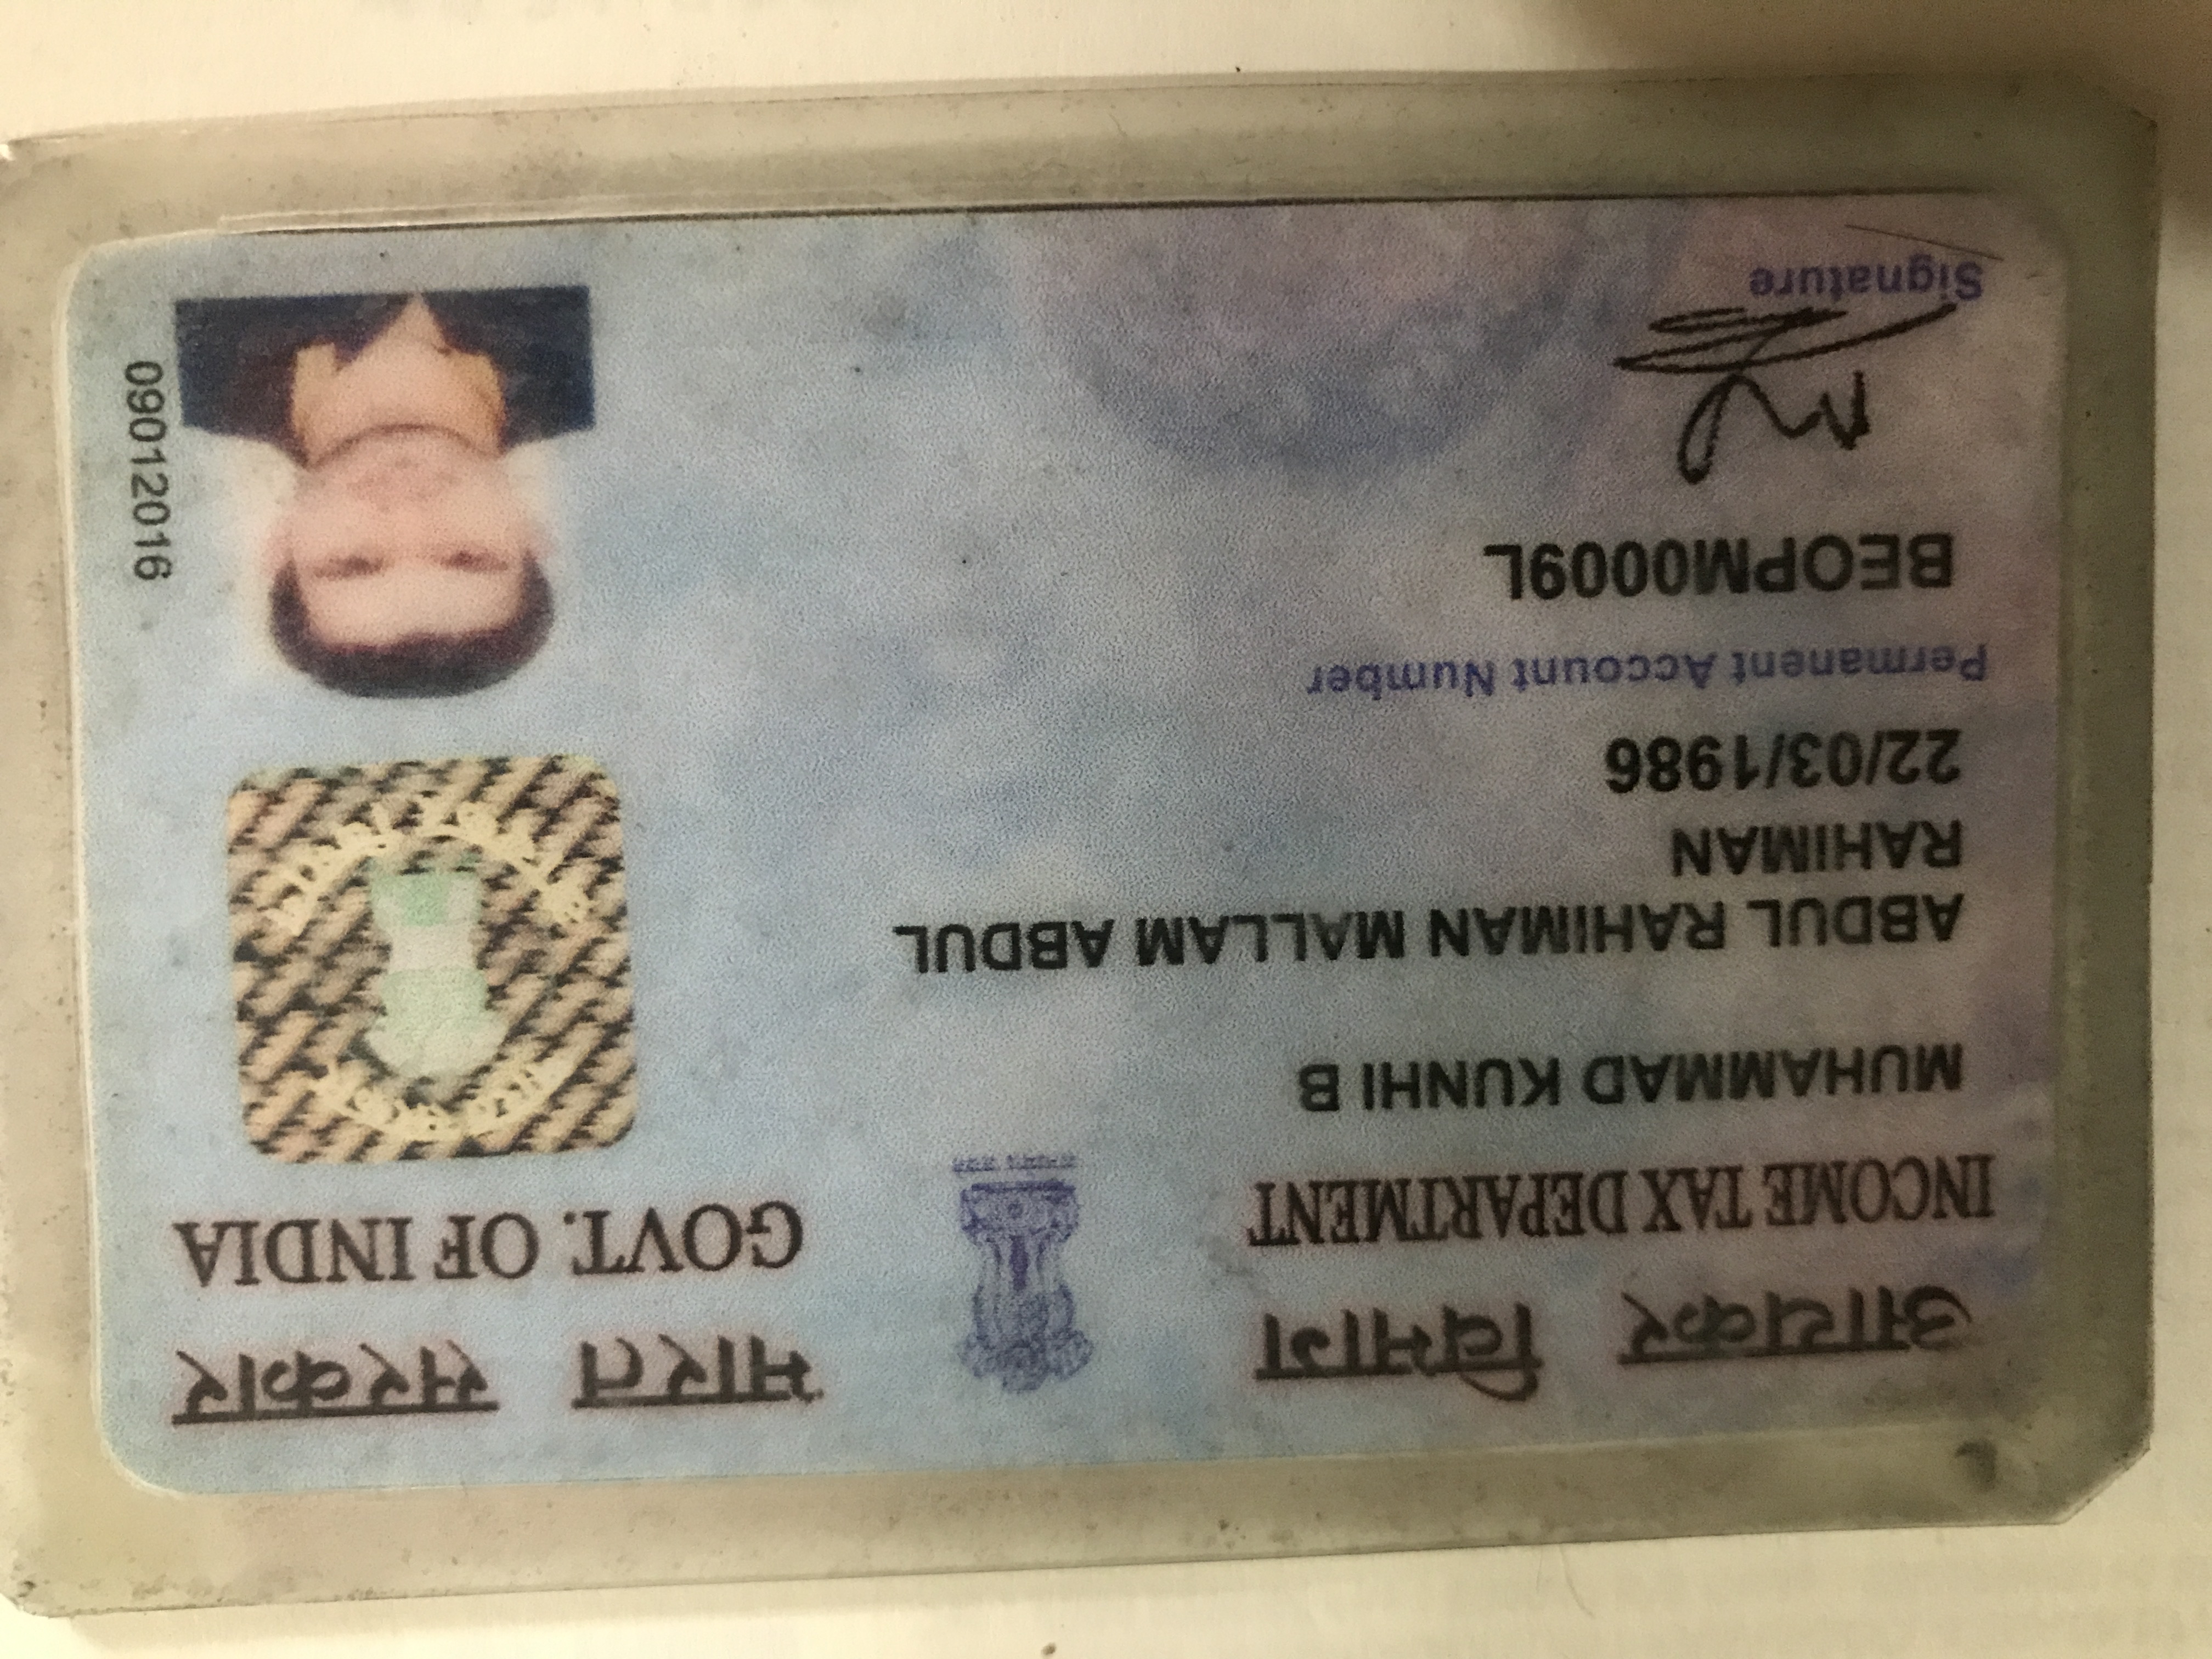 आयकर विभाग
INCOME TAX DEPARTMENT
भारत सरकार
GOVT. OF INDIA
MUHAMMAD KUNHI B
ABDUL RAHIMAN MALLLAM ABDUL
RAHIMAN
22/03/1986
Permanent Account Number
BEOPM0009L
Signature
09012016